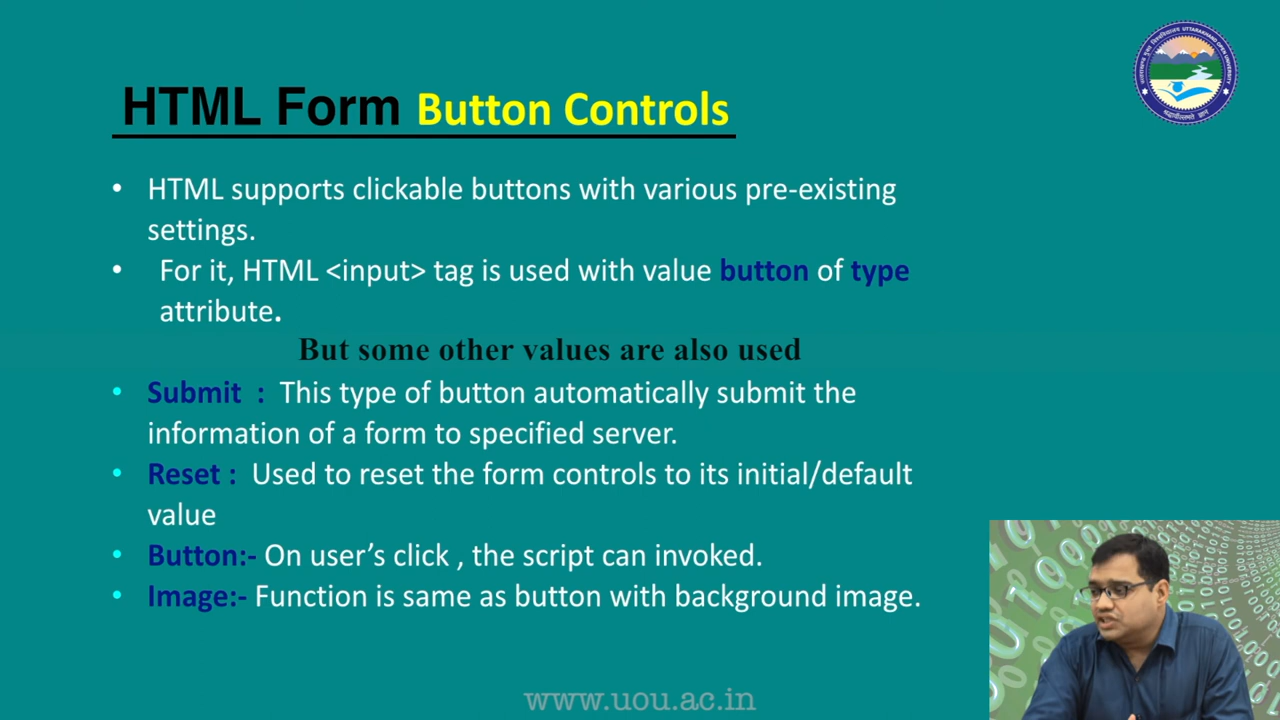 HTML Form Button Controls
UTTARAKHAND OPEN UNIVERSITY
• HTML supports clickable buttons with various pre-existing
settings.
• For it, HTML <input> tag is used with value button of type
attribute.
But some other values are also used
• Submit : This type of button automatically submit the
information of a form to specified server.
• Reset : Used to reset the form controls to its initial/default
value
• Button:- On user’s click , the script can invoked.
• Image:- Function is same as button with background image.
www.uou.ac.in